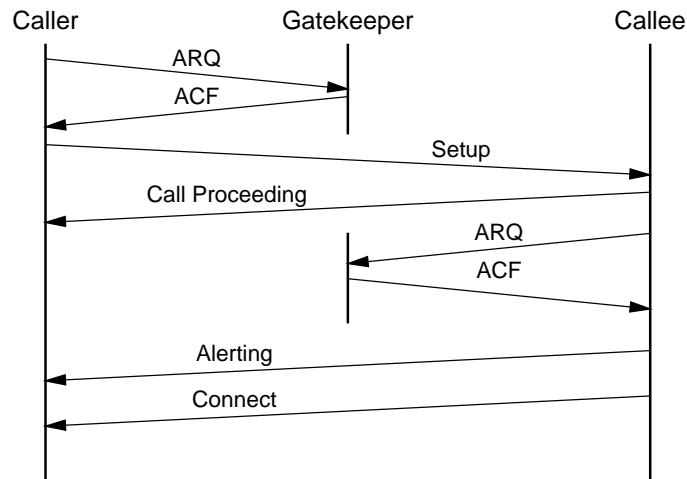 Caller Gatekeeper Callee
ARQ
ACF
Setup
Call Proceeding
ARQ
ACF
Alerting
Connect